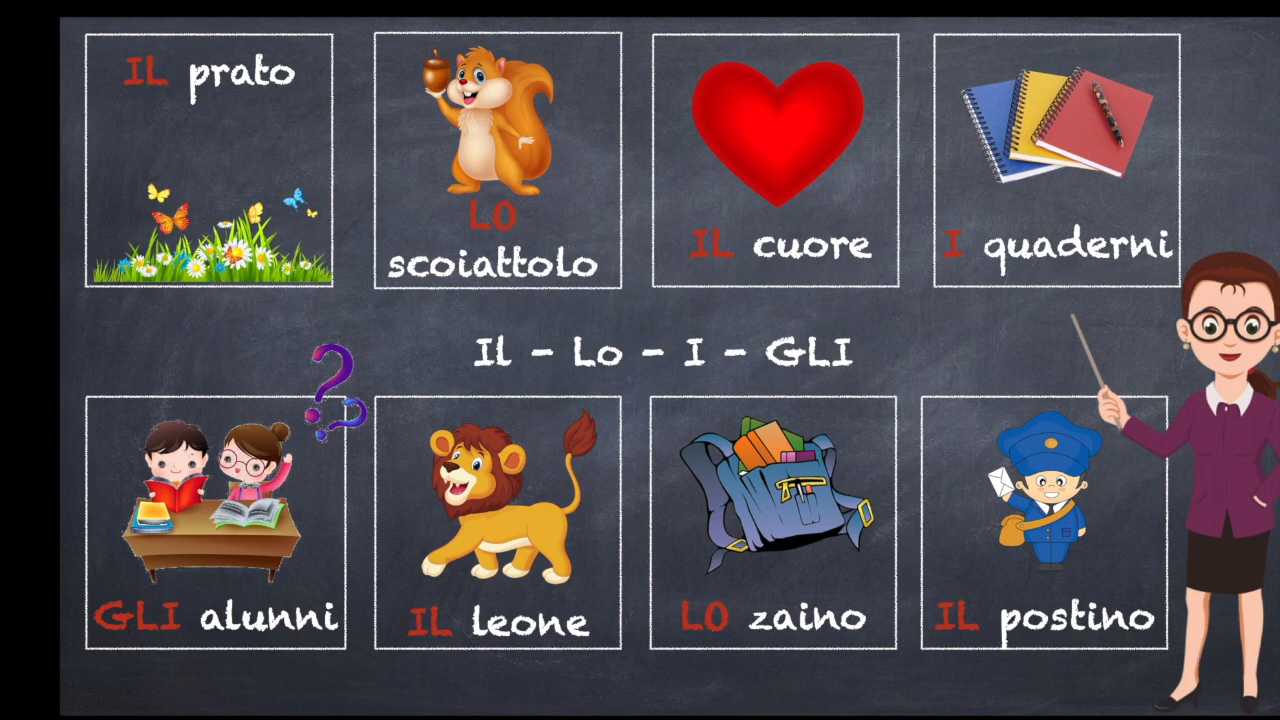 IL prato
LO
scoiattolo
IL cuore
I quaderni
Il - Lo - I - GLI
GLI alunni
IL leone
LO zaino
IL postino